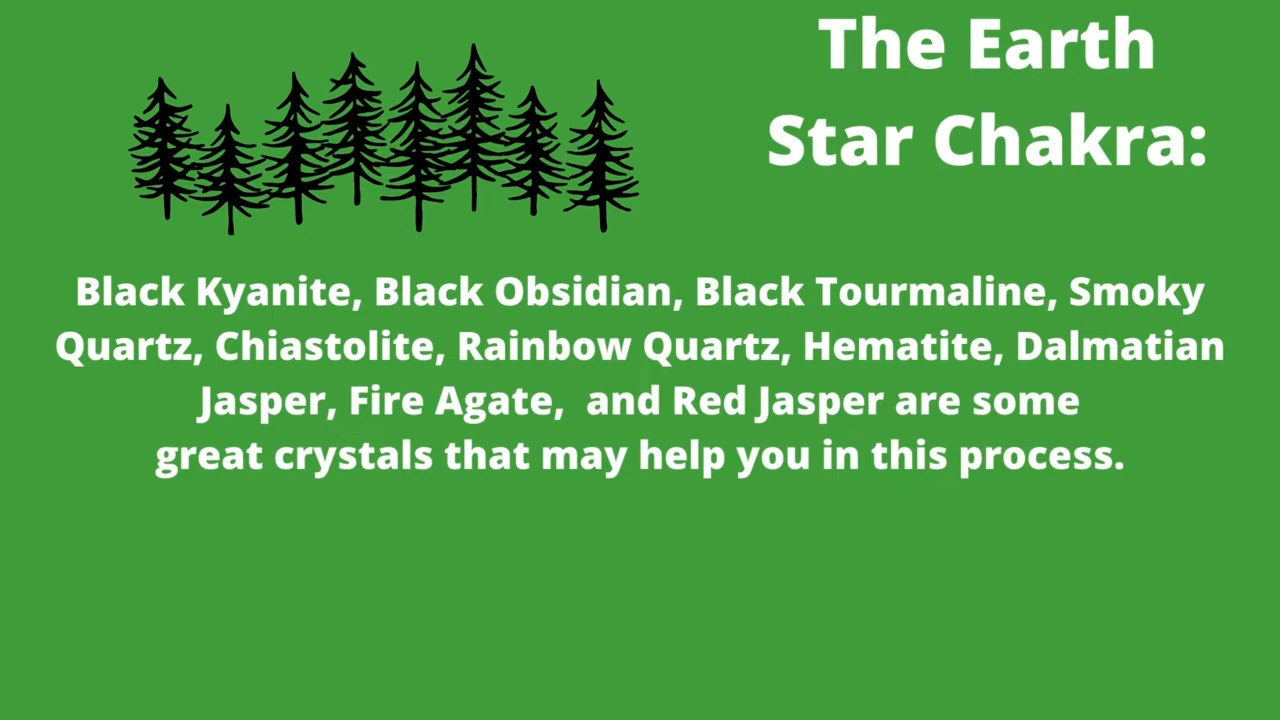 The Earth
Star Chakra:
Black Kyanite, Black Obsidian, Black Tourmaline, Smoky
Quartz, Chiastolite, Rainbow Quartz, Hematite, Dalmatian
Jasper, Fire Agate,  and Red Jasper are some
great crystals that may help you in this process.